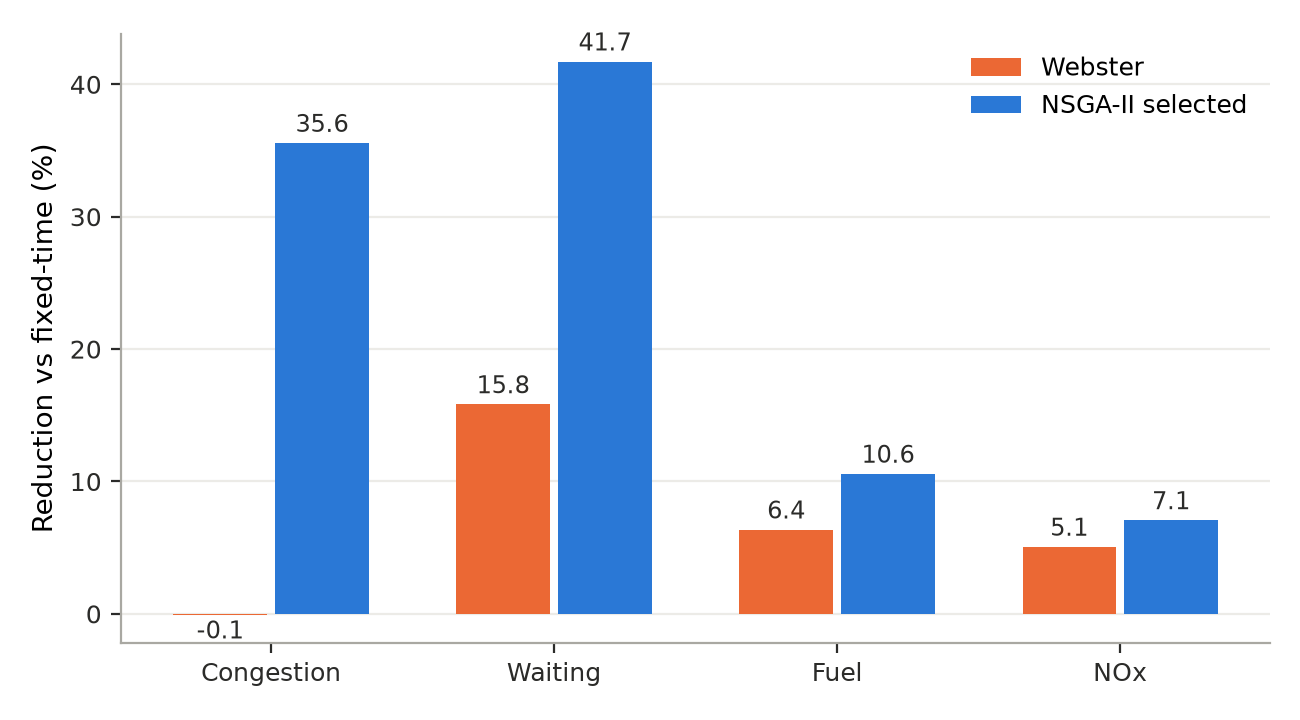 Reduction vs fixed-time (%)
40
30
20
10
0
Webster
NSGA-II selected
-0.1
35.6
15.8
41.7
6.4
10.6
5.1
7.1
Congestion
Waiting
Fuel
NOx